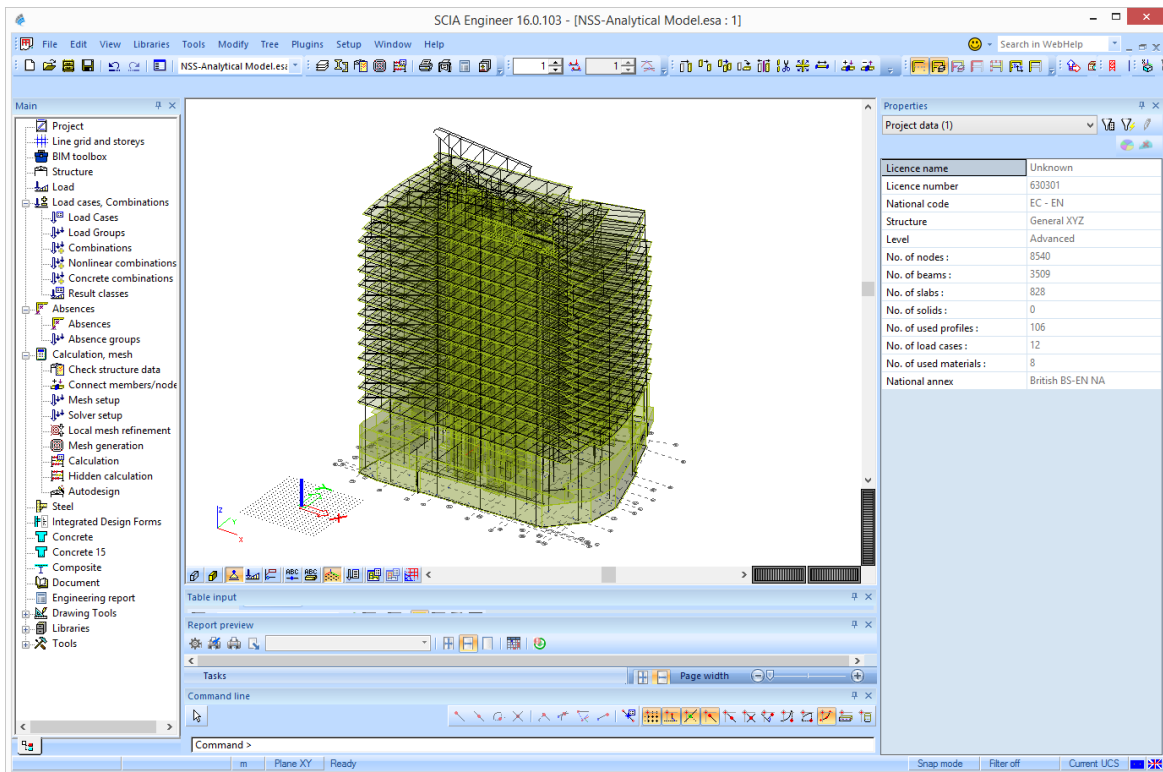 SCIA Engineer 16.0.103 - [NSS-Analytical Model.esa : 1]
File Edit View Libraries Tools Modify Tree Plugins Setup Window Help
Search in WebHelp
NSS-Analytical Model.esa
1
1
Main
Project
Line grid and storeys
BIM toolbox
Structure
Load
Load cases, Combinations
Load Cases
Load Groups
Combinations
Nonlinear combinations
Concrete combinations
Result classes
Absences
Absences
Absence groups
Calculation, mesh
Check structure data
Connect members/node
Mesh setup
Solver setup
Local mesh refinement
Mesh generation
Calculation
Hidden calculation
Autodesign
Steel
Integrated Design Forms
Concrete
Concrete 15
Composite
Document
Engineering report
Drawing Tools
Libraries
Tools
z
y
x
ABC ABC
Table input
Report preview
Tasks
Page width
Command line
Command >
Properties
Project data (1)
Licence name Unknown
Licence number 630301
National code EC - EN
Structure General XYZ
Level Advanced
No. of nodes : 8540
No. of beams : 3509
No. of slabs : 828
No. of solids : 0
No. of used profiles : 106
No. of load cases : 12
No. of used materials : 8
National annex British BS-EN NA
m Plane XY Ready Snap mode Filter off Current UCS